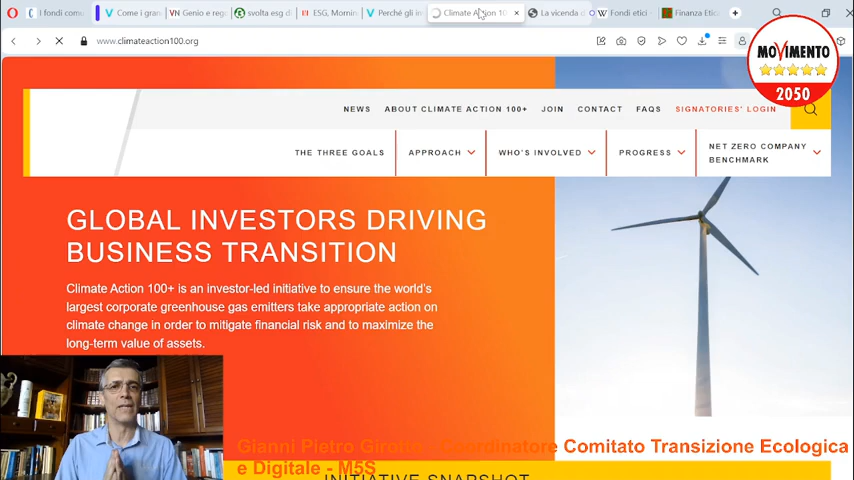 I fondi com
Come i gran
Genio e reg
svolta esg d
ESG, Mornin
Perché gli in
Climate Action 10
La vicenda d
Fondi etici
Finanza Etic
www.climateaction100.org
MOVIMENTO
2050
NEWS
ABOUT CLIMATE ACTION 100+
JOIN
CONTACT
FAQS
SIGNATORIES' LOGIN
THE THREE GOALS
APPROACH
WHO'S INVOLVED
PROGRESS
NET ZERO COMPANY
BENCHMARK
GLOBAL INVESTORS DRIVING
BUSINESS TRANSITION
Climate Action 100+ is an investor-led initiative to ensure the world's
largest corporate greenhouse gas emitters take appropriate action on
climate change in order to mitigate financial risk and to maximize the
long-term value of assets.
Gianni Pietro Girotto - Coordinatore Comitato Transizione Ecologica
e Digitale - M5S
INITIATIVE SNAPSHOT